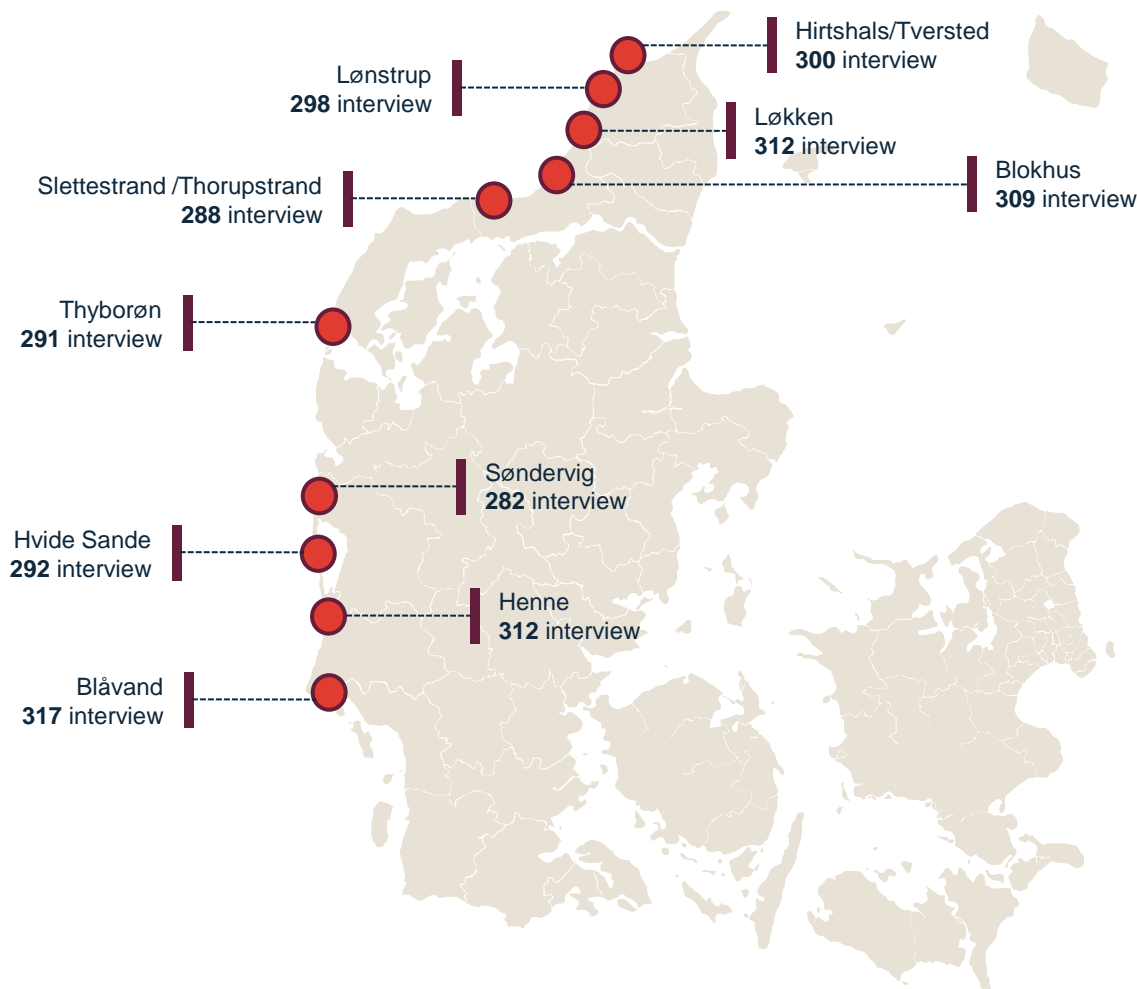 Hirtshals/Tversted
300 interview
Lønstrup
298 interview
Løkken
312 interview
Blokhus
309 interview
Slettestrand /Thorupstrand
288 interview
Thyborøn
291 interview
Søndervig
282 interview
Hvide Sande
292 interview
Henne
312 interview
Blåvand
317 interview